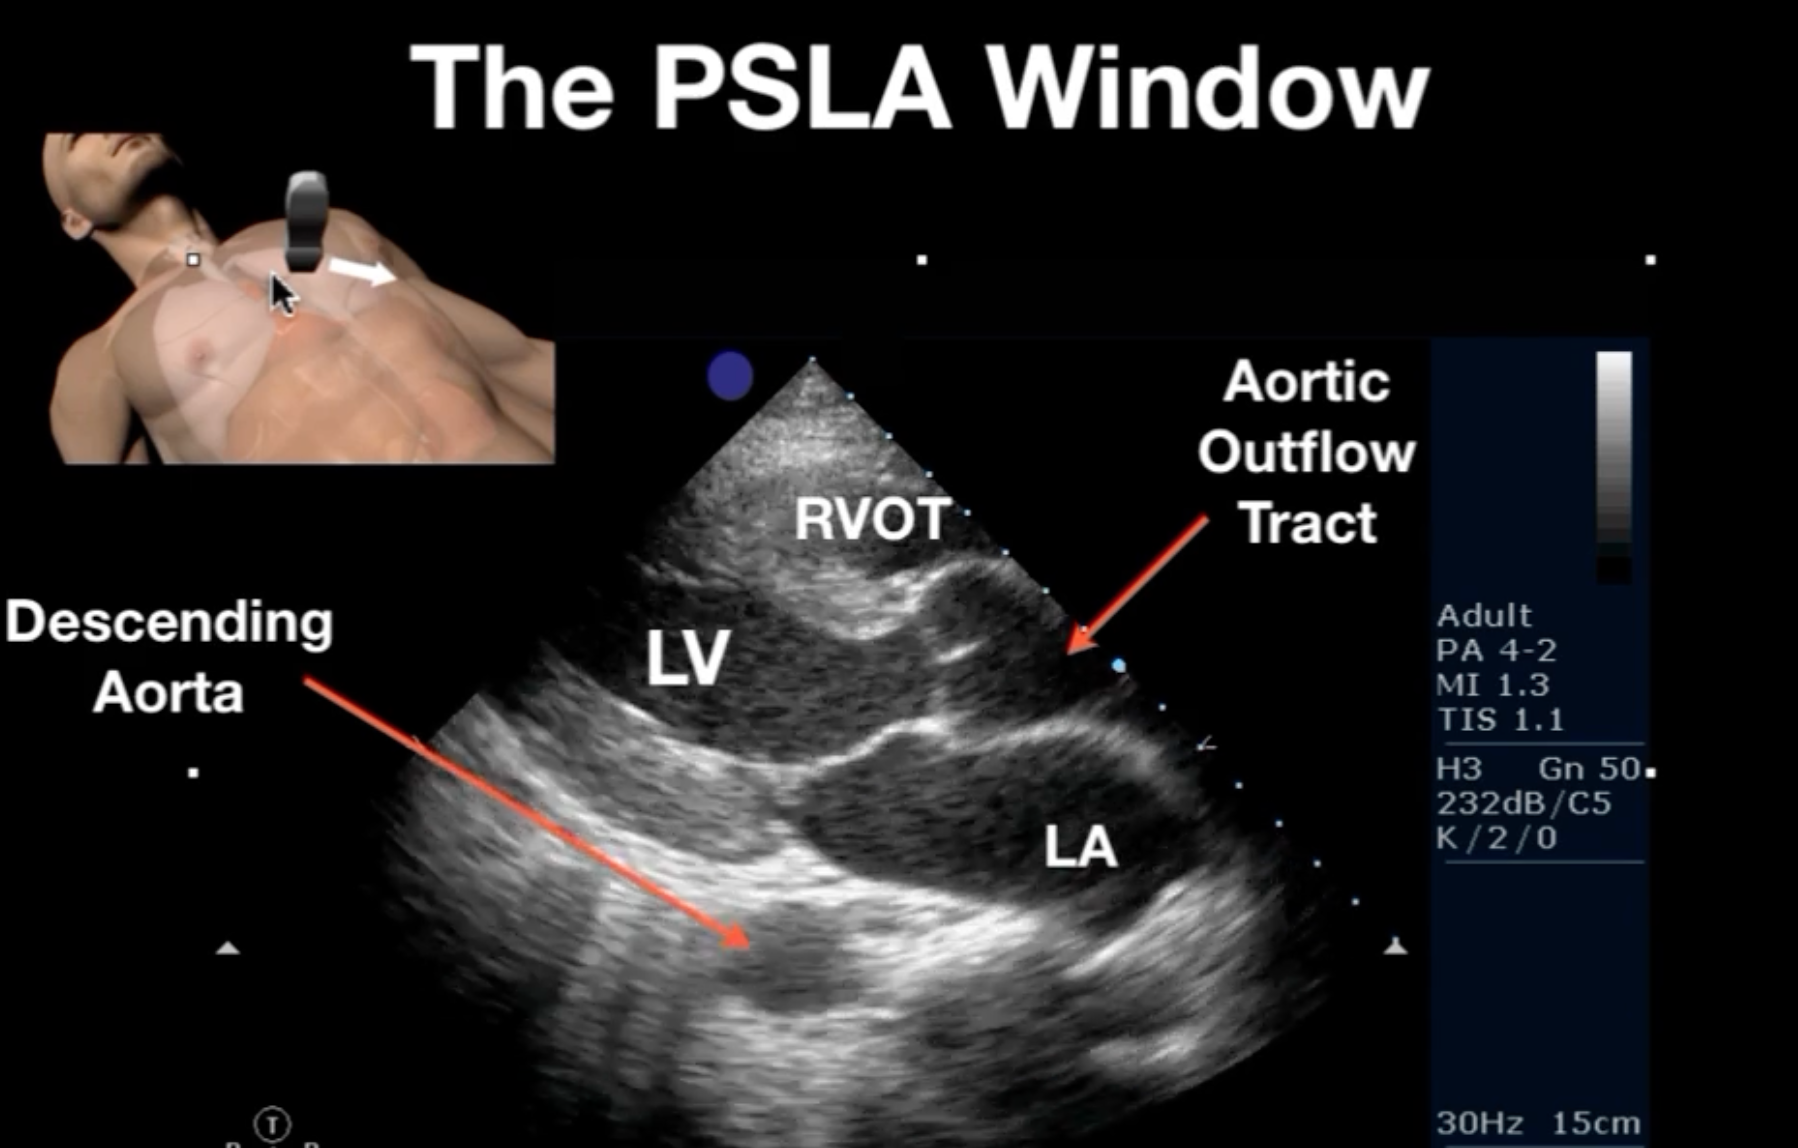 The PSLA Window
Aortic
Outflow
Tract
RVOT
Descending
Aorta
LV
LA
Adult
PA 4-2
MI 1.3
TIS 1.1
H3 Gn 50
232dB/C5
K/2/0
30Hz 15cm
T